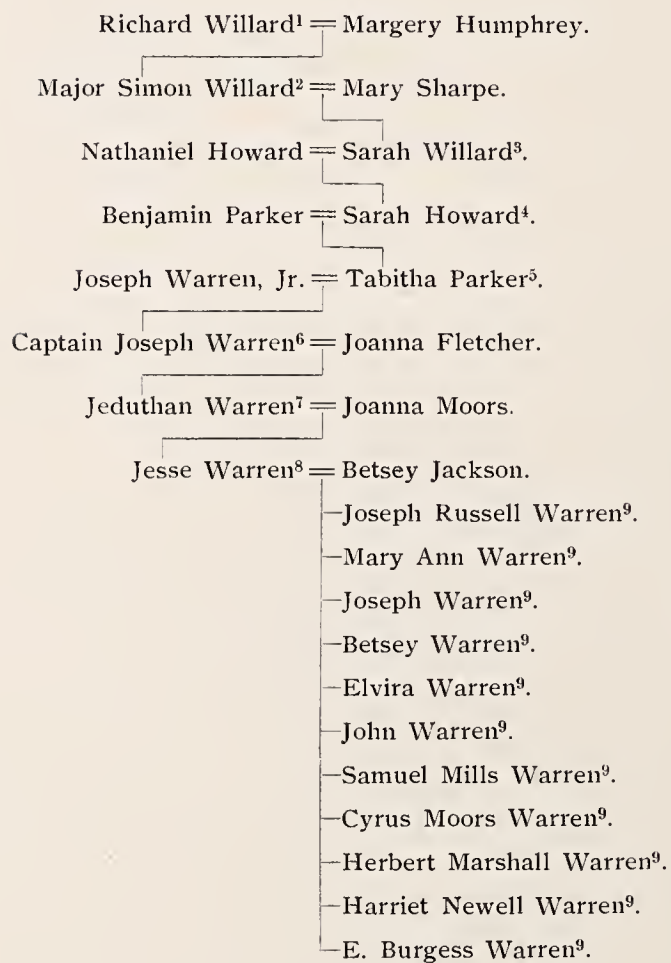 Richard Willard¹ = Margery Humphrey.
Major Simon Willard² = Mary Sharpe.
Nathaniel Howard = Sarah Willard³.
Benjamin Parker = Sarah Howard⁴.
Joseph Warren, Jr. = Tabitha Parker⁵.
Captain Joseph Warren⁶ = Joanna Fletcher.
Jeduthan Warren⁷ = Joanna Moors.
Jesse Warren⁸ = Betsey Jackson.
Joseph Russell Warren⁹.
Mary Ann Warren⁹.
Joseph Warren⁹.
Betsey Warren⁹.
Elvira Warren⁹.
John Warren⁹.
Samuel Mills Warren⁹.
Cyrus Moors Warren⁹.
Herbert Marshall Warren⁹.
Harriet Newell Warren⁹.
E. Burgess Warren⁹.